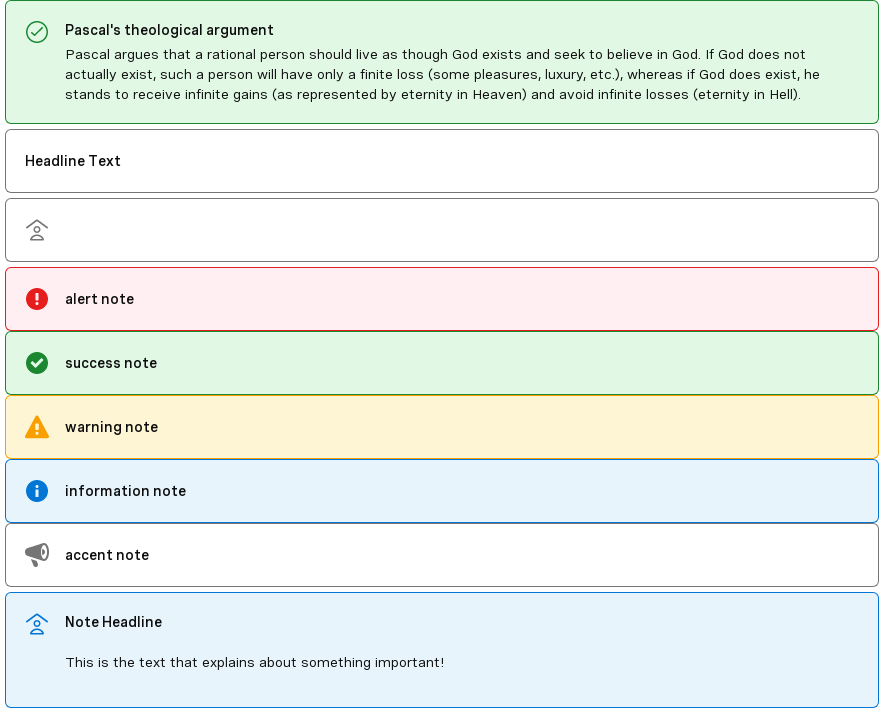 Pascal's theological argument
Pascal argues that a rational person should live as though God exists and seek to believe in God. If God does not
actually exist, such a person will have only a finite loss (some pleasures, luxury, etc.), whereas if God does exist, he
stands to receive infinite gains (as represented by eternity in Heaven) and avoid infinite losses (eternity in Hell).
Headline Text
alert note
success note
warning note
information note
accent note
Note Headline
This is the text that explains about something important!